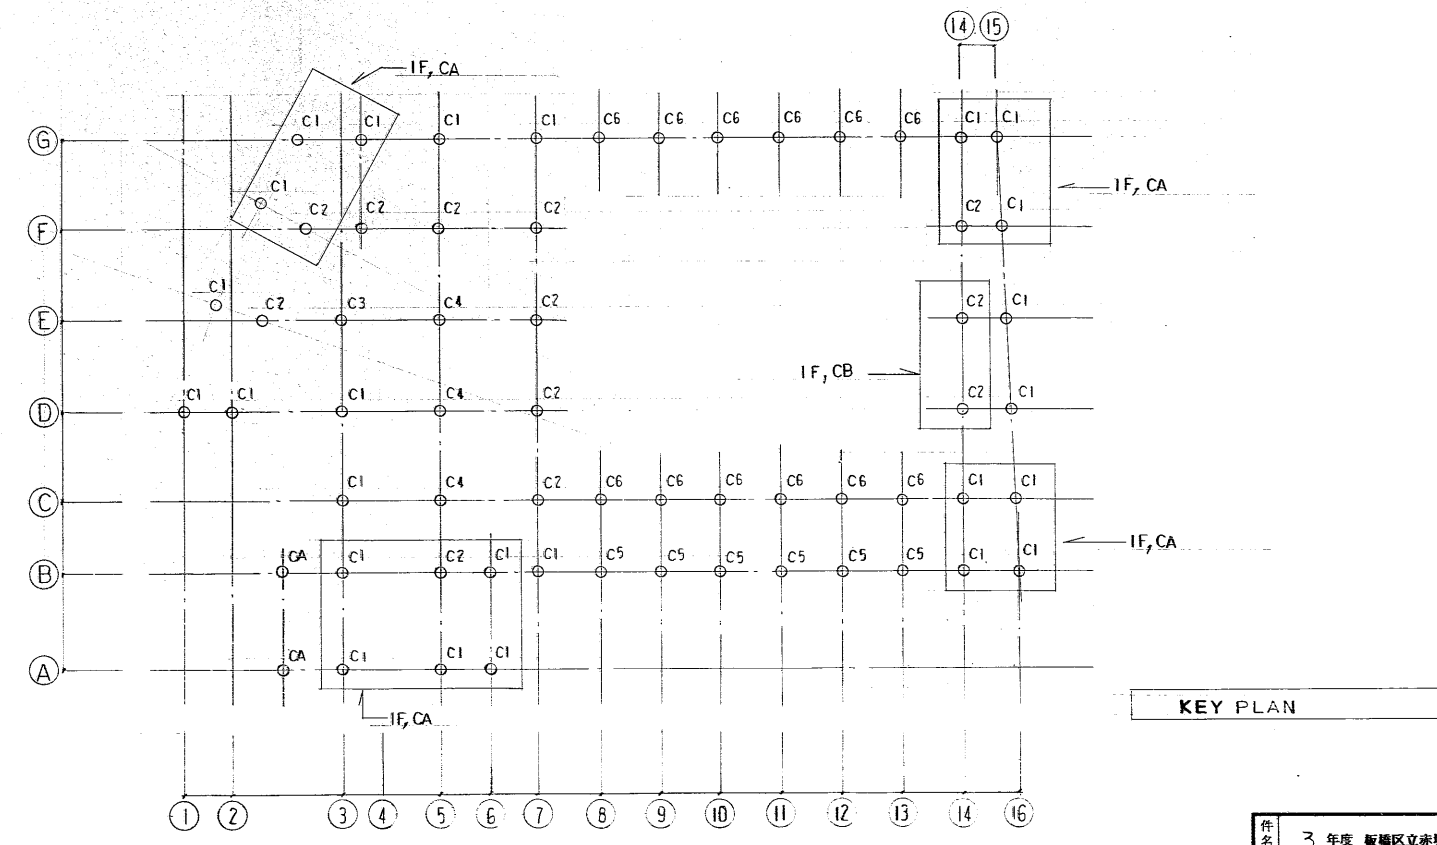 14 15
1F, CA
G C1 C1 C1 C1 C6 C6 C6 C6 C6 C6 C1 C1
C1 1F, CA
F C2 C2 C2 C2 C2 C1
C1
E C2 C3 C4 C2 C2 C1
1F, CB
D C1 C1 C1 C4 C2 C2 C1
C C1 C4 C2 C6 C6 C6 C6 C6 C6 C1 C1
1F, CA
B CA C1 C2 C1 C1 C5 C5 C5 C5 C5 C5 C1 C1
A CA C1 C1 C1
1F, CA
KEY PLAN
1 2 3 4 5 6 7 8 9 10 11 12 13 14 16
件名 3 年度 板橋区立赤